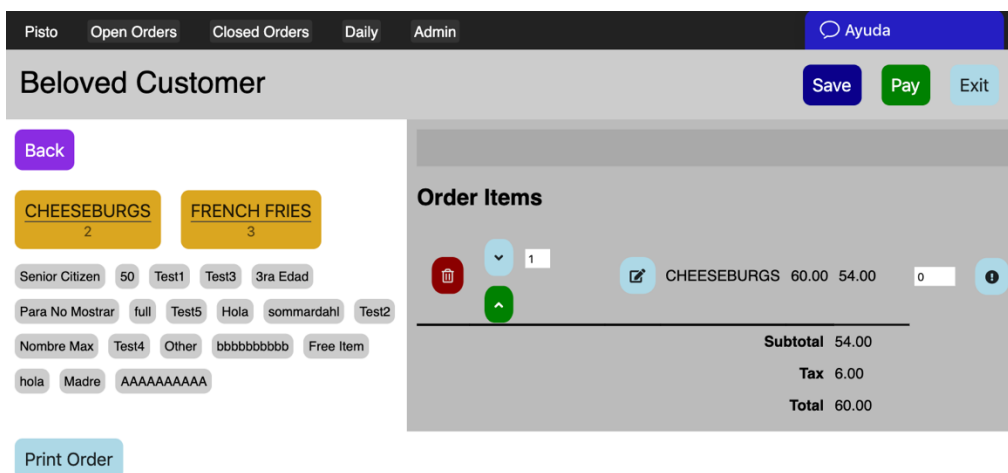 Pisto Open Orders Closed Orders Daily Admin Ayuda
Beloved Customer Save Pay Exit
Back
CHEESEBURGS FRENCH FRIES
2 3
Senior Citizen 50 Test1 Test3 3ra Edad
Para No Mostrar full Test5 Hola sommardahl Test2
Nombre Max Test4 Other bbbbbbbbbb Free Item
hola Madre AAAAAAAAAA
Print Order
Order Items
1 CHEESEBURGS 60.00 54.00 0
Subtotal 54.00
Tax 6.00
Total 60.00